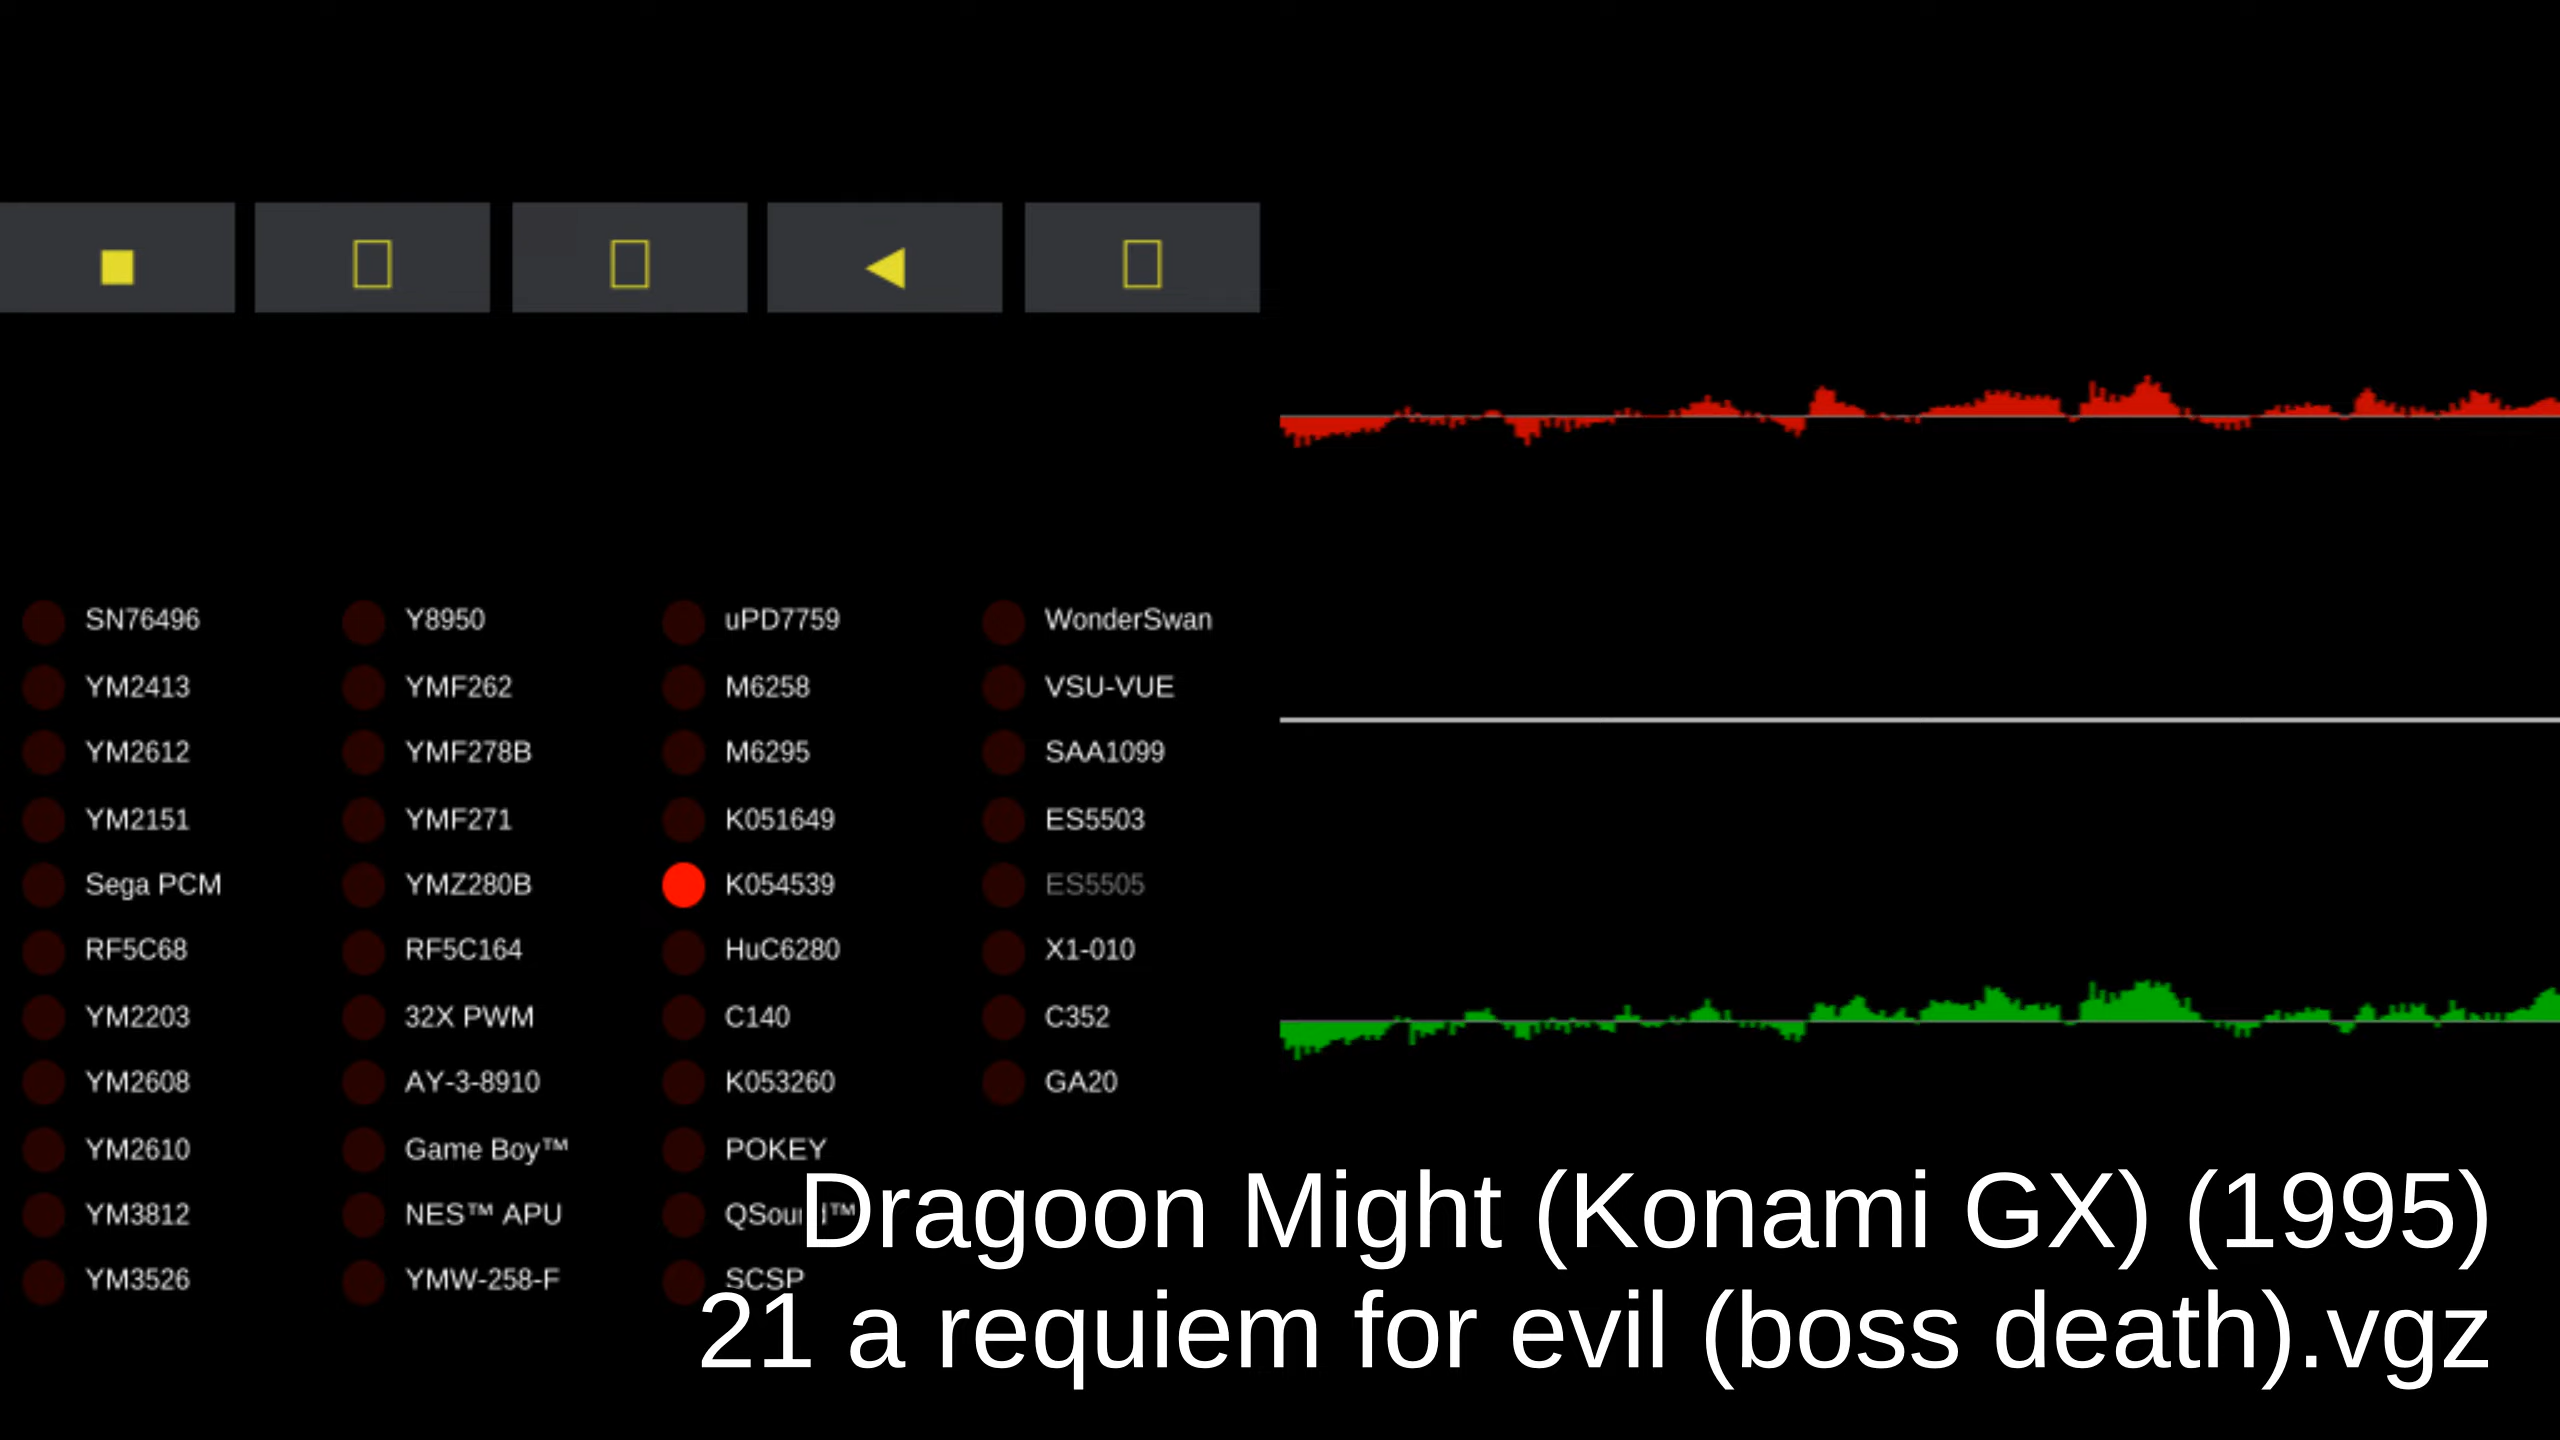 SN76496
YM2413
YM2612
YM2151
Sega PCM
RF5C68
YM2203
YM2608
YM2610
YM3812
YM3526
Y8950
YMF262
YMF278B
YMF271
YMZ280B
RF5C164
32X PWM
AY-3-8910
Game Boy™
NES™ APU
YMW-258-F
uPD7759
M6258
M6295
K051649
K054539
HuC6280
C140
K053260
POKEY
QSound™
SCSP
WonderSwan
VSU-VUE
SAA1099
ES5503
ES5505
X1-010
C352
GA20
Dragoon Might (Konami GX) (1995)
21 a requiem for evil (boss death).vgz